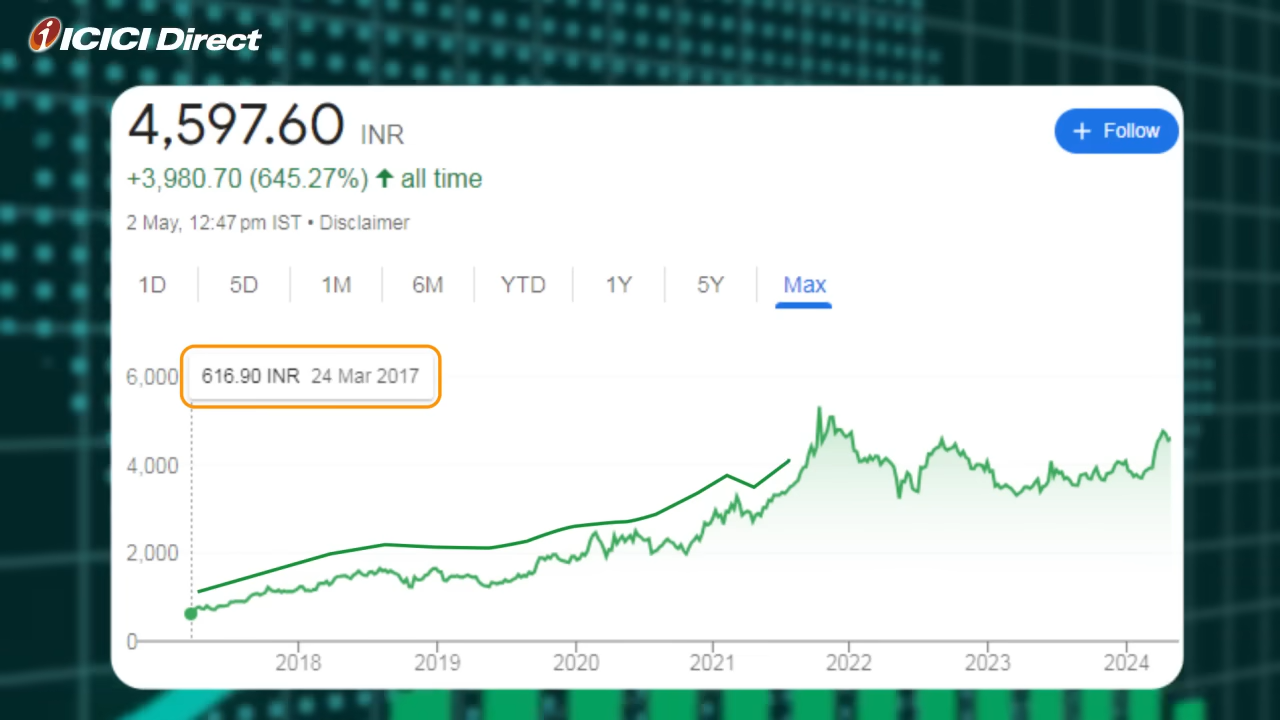 ICICI Direct
4,597.60 INR
+ Follow
+3,980.70 (645.27%) ↑ all time
2 May, 12:47 pm IST • Disclaimer
1D 5D 1M 6M YTD 1Y 5Y Max
6,000
616.90 INR 24 Mar 2017
4,000
2,000
0
2018 2019 2020 2021 2022 2023 2024